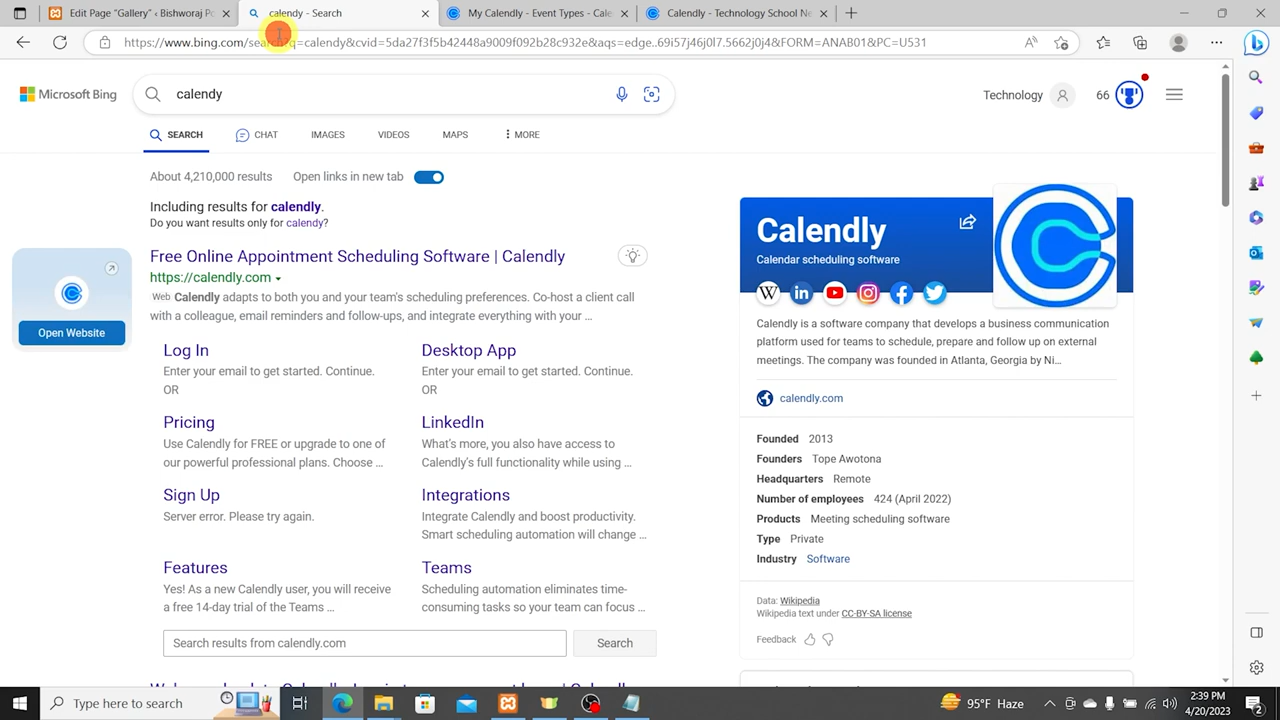 Edit Page "Gallery" ‹ Bishworaj Po
calendy - Search
My Calendly - Event Types - Cale
Calendly - Technology School Ne
https://www.bing.com/search?q=calendy&cvid=5da27f3f5b42448a9009f092b28c932e&aqs=edge..69i57j46j0l7.5662j0j4&FORM=ANAB01&PC=U531
Microsoft Bing
calendy
Technology
66
SEARCH
CHAT
IMAGES
VIDEOS
MAPS
MORE
About 4,210,000 results
Open links in new tab
Including results for calendly.
Do you want results only for calendy?
Open Website
Free Online Appointment Scheduling Software | Calendly
https://calendly.com
Web Calendly adapts to both you and your team's scheduling preferences. Co-host a client call
with a colleague, email reminders and follow-ups, and integrate everything with your ...
Log In
Enter your email to get started. Continue.
OR
Desktop App
Enter your email to get started. Continue.
OR
Pricing
Use Calendly for FREE or upgrade to one of
our powerful professional plans. Choose ...
LinkedIn
What's more, you also have access to
Calendly's full functionality while using ...
Sign Up
Server error. Please try again.
Integrations
Integrate Calendly and boost productivity.
Smart scheduling automation will change ...
Features
Yes! As a new Calendly user, you will receive
a free 14-day trial of the Teams ...
Teams
Scheduling automation eliminates time-
consuming tasks so your team can focus ...
Search results from calendly.com
Search
Calendly
Calendar scheduling software
Calendly is a software company that develops a business communication
platform used for teams to schedule, prepare and follow up on external
meetings. The company was founded in Atlanta, Georgia by Ni...
calendly.com
Founded 2013
Founders Tope Awotona
Headquarters Remote
Number of employees 424 (April 2022)
Products Meeting scheduling software
Type Private
Industry Software
Data: Wikipedia
Wikipedia text under CC-BY-SA license
Feedback
Type here to search
95°F Haze
2:39 PM
4/20/2023
2